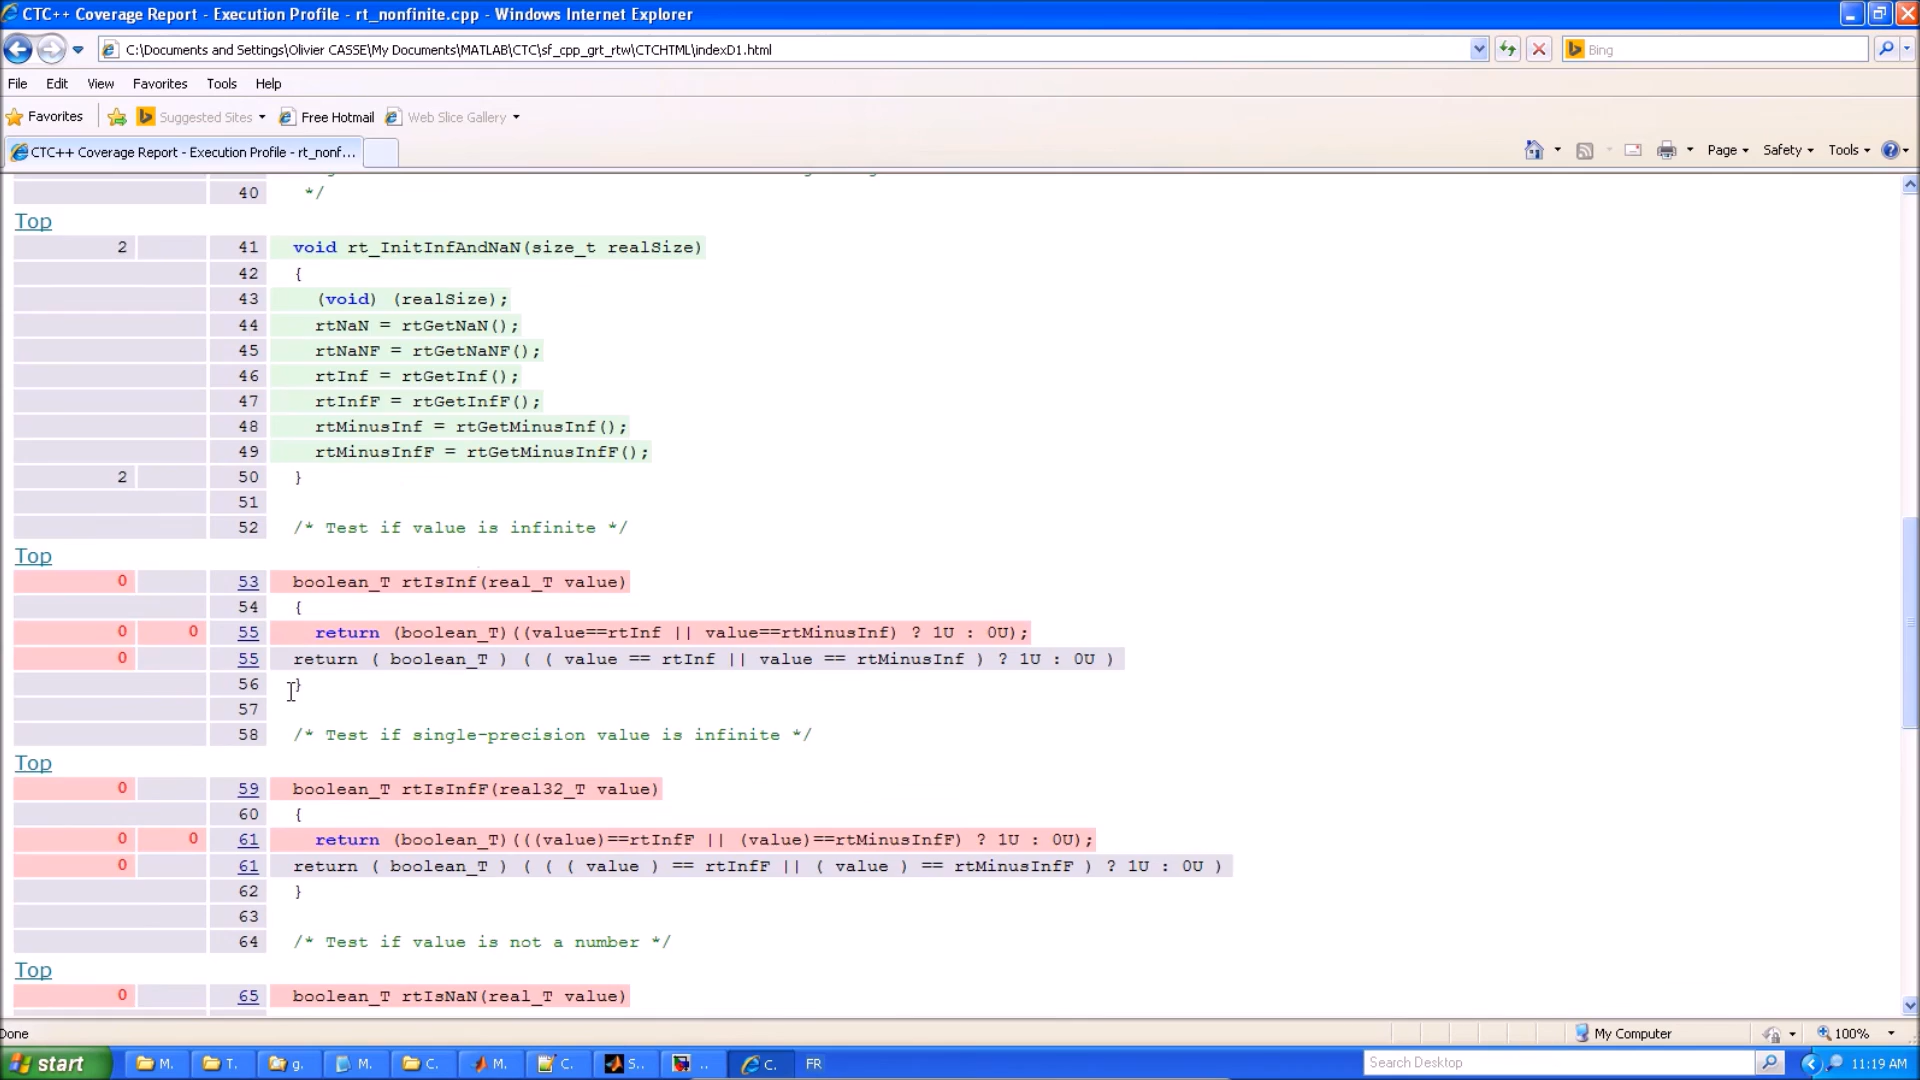 CTC++ Coverage Report - Execution Profile - rt_nonfinite.cpp - Windows Internet Explorer
C:\Documents and Settings\Olivier CASSE\My Documents\MATLAB\CTC\sf_cpp_grt_rtw\CTCHTML\indexD1.html
Bing
File Edit View Favorites Tools Help
Favorites Suggested Sites Free Hotmail Web Slice Gallery
CTC++ Coverage Report - Execution Profile - rt_nonf... Page Safety Tools
40 */
Top
2 41 void rt_InitInfAndNaN(size_t realSize)
42 {
43 (void) (realSize);
44 rtNaN = rtGetNaN();
45 rtNaNF = rtGetNaNF();
46 rtInf = rtGetInf();
47 rtInfF = rtGetInfF();
48 rtMinusInf = rtGetMinusInf();
49 rtMinusInfF = rtGetMinusInfF();
2 50 }
51
52 /* Test if value is infinite */
Top
0 53 boolean_T rtIsInf(real_T value)
54 {
0 0 55 return (boolean_T)((value==rtInf || value==rtMinusInf) ? 1U : 0U);
0 55 return ( boolean_T ) ( ( value == rtInf || value == rtMinusInf ) ? 1U : 0U )
56 }
57
58 /* Test if single-precision value is infinite */
Top
0 59 boolean_T rtIsInfF(real32_T value)
60 {
0 0 61 return (boolean_T)(((value)==rtInfF || (value)==rtMinusInfF) ? 1U : 0U);
0 61 return ( boolean_T ) ( ( ( value ) == rtInfF || ( value ) == rtMinusInfF ) ? 1U : 0U )
62 }
63
64 /* Test if value is not a number */
Top
0 65 boolean_T rtIsNaN(real_T value)
Done My Computer 100%
start M. T. g. M. C. M. C. S.. .. C. FR Search Desktop 11:19 AM